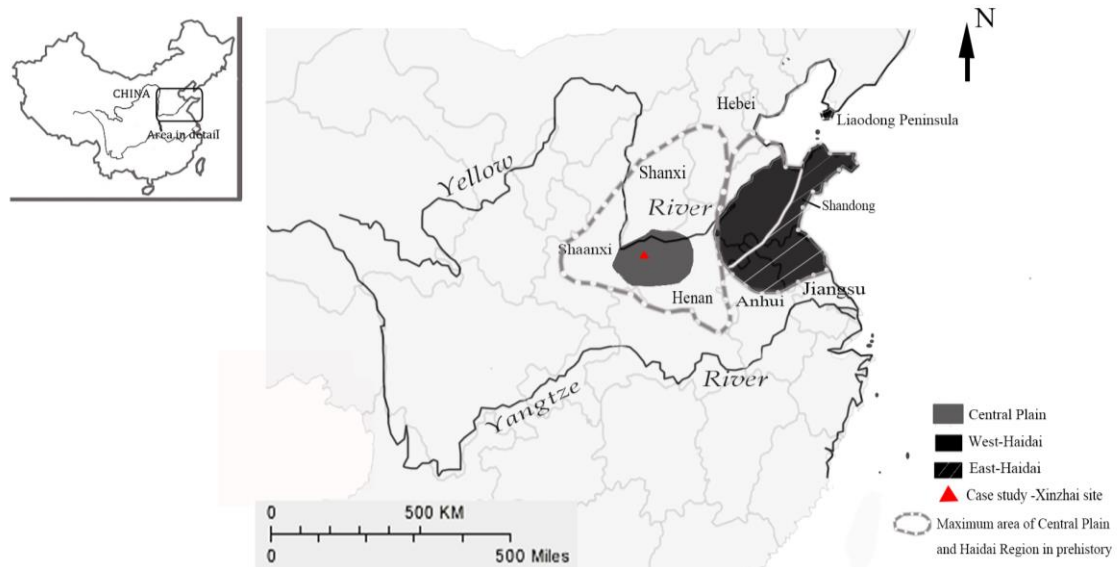 N
CHINA
Area in detail
Hebei
Liaodong Peninsula
Yellow
Shanxi
River
Shandong
Shaanxi
Henan
Anhui
Jiangsu
Yangtze
River
Central Plain
West-Haidai
East-Haidai
Case study -Xinzhai site
Maximum area of Central Plain
and Haidai Region in prehistory
0 500 KM
0 500 Miles